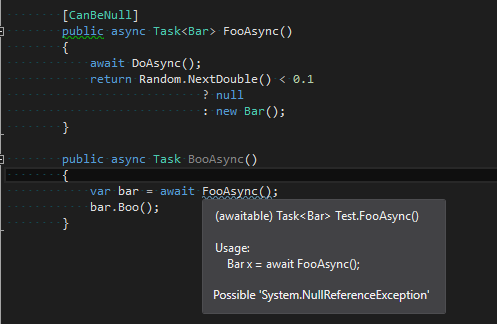 [CanBeNull]
public async Task<Bar> FooAsync()
{
await DoAsync();
return Random.NextDouble() < 0.1
? null
: new Bar();
}
public async Task BooAsync()
{
var bar = await FooAsync();
bar.Boo();
}
(awaitable) Task<Bar> Test.FooAsync()
Usage:
Bar x = await FooAsync();
Possible 'System.NullReferenceException'